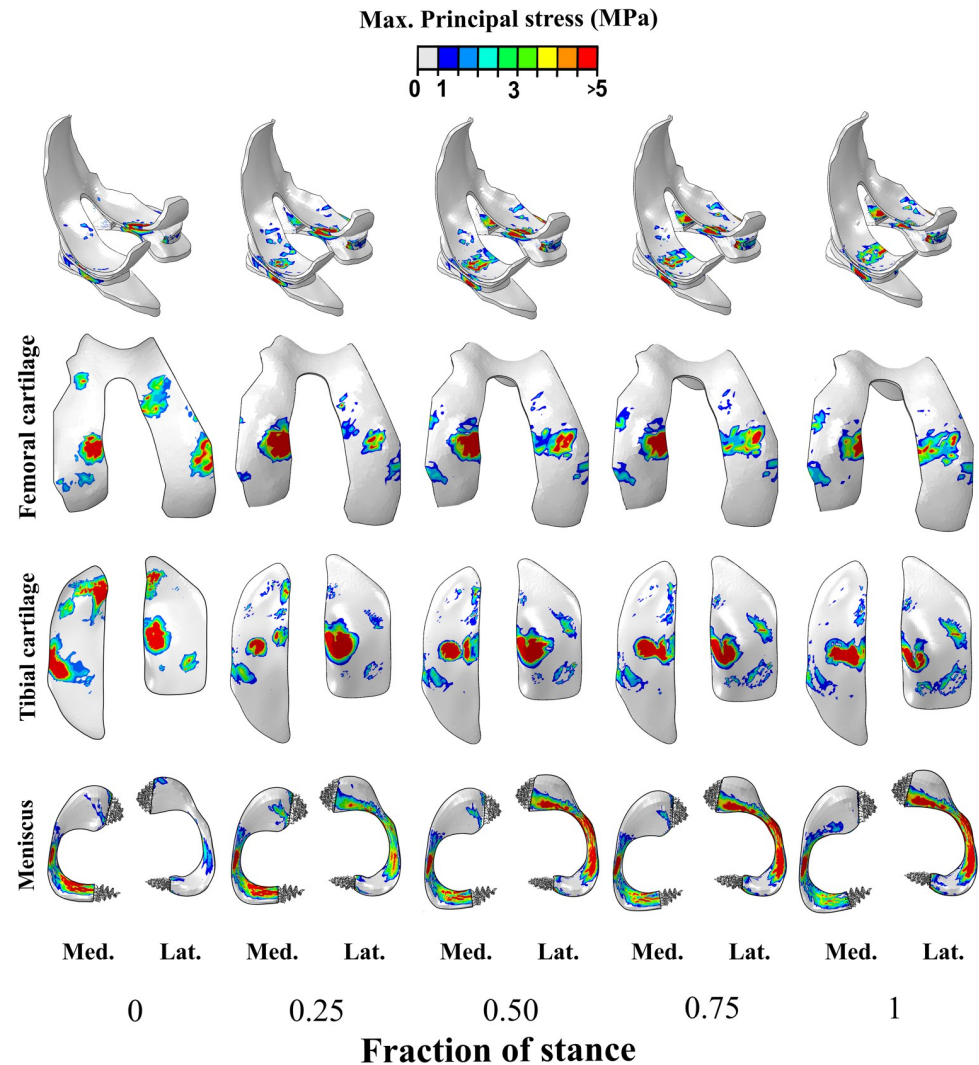 Max. Principal stress (MPa)
0 1 3 >5
Femoral cartilage
Tibial cartilage
Meniscus
Med. Lat. Med. Lat. Med. Lat. Med. Lat. Med. Lat.
0 0.25 0.50 0.75 1
Fraction of stance